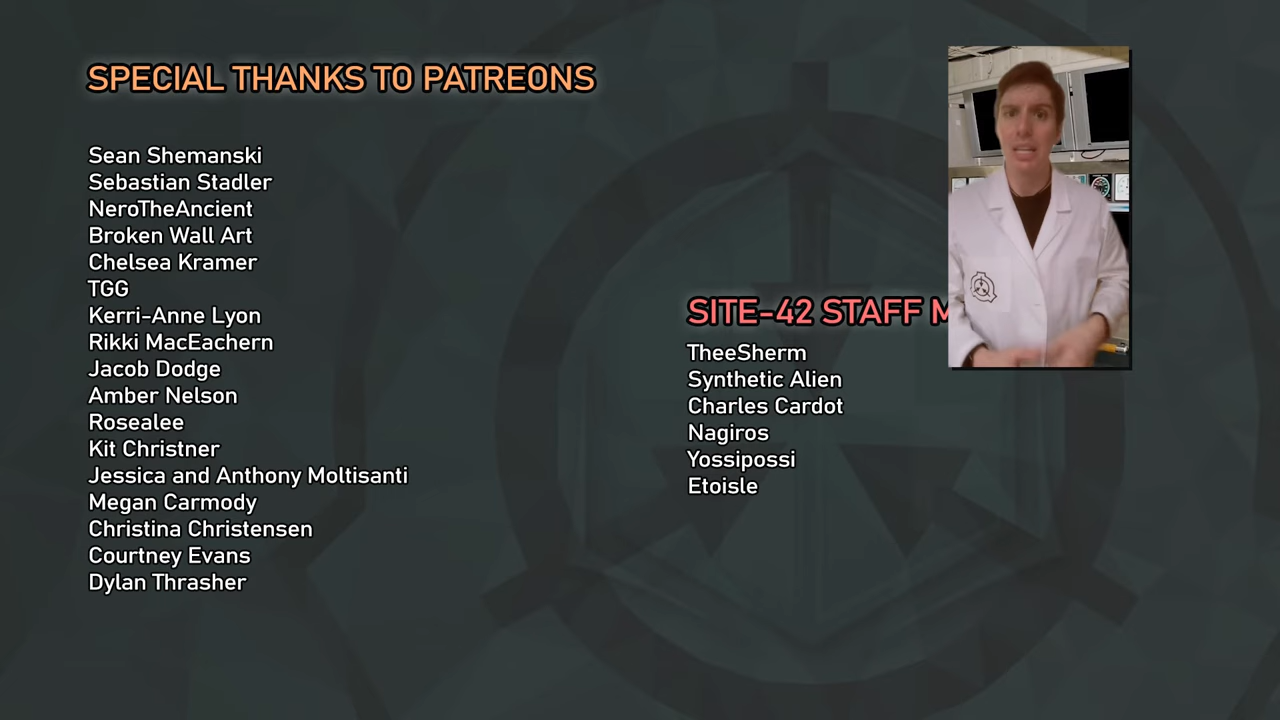 SPECIAL THANKS TO PATREONS
Sean Shemanski
Sebastian Stadler
NeroTheAncient
Broken Wall Art
Chelsea Kramer
TGG
Kerri-Anne Lyon
Rikki MacEachern
Jacob Dodge
Amber Nelson
Rosealee
Kit Christner
Jessica and Anthony Moltisanti
Megan Carmody
Christina Christensen
Courtney Evans
Dylan Thrasher
SITE-42 STAFF M
TheeSherm
Synthetic Alien
Charles Cardot
Nagiros
Yossipossi
Etoisle